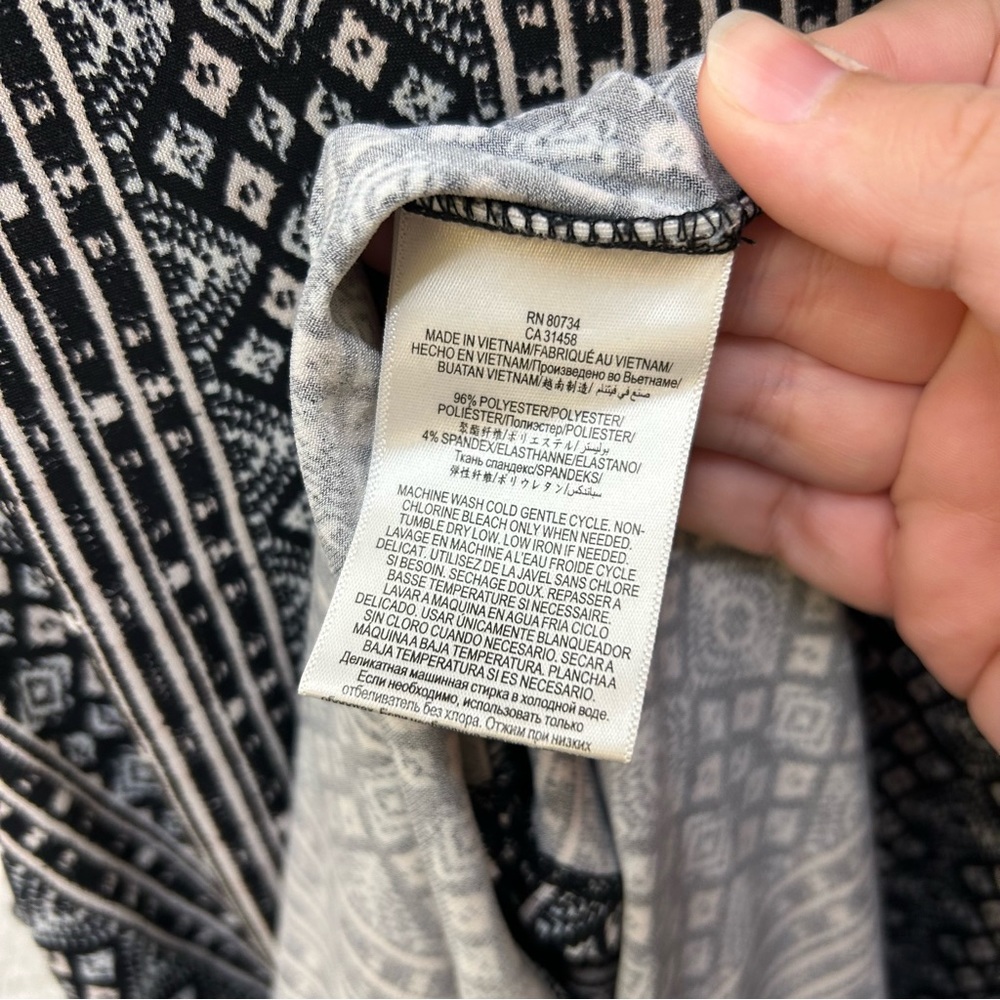 RN 80734
CA 31458
MADE IN VIETNAM/FABRIQUÉ AU VIETNAM/
HECHO EN VIETNAM/Произведено во Вьетнаме/
BUATAN VIETNAM/越南制造/ صنع في فيتنام
96% POLYESTER/POLYESTER/
POLIÉSTER/Полиэстер/POLIESTER/
聚酯纤维/ポリエステル/بوليستر
4% SPANDEX/ELASTHANNE/ELASTANO/
Ткань спандекс/SPANDEKS/
弹性纤维/ポリウレタン/سباندكس
MACHINE WASH COLD GENTLE CYCLE. NON-
CHLORINE BLEACH ONLY WHEN NEEDED.
TUMBLE DRY LOW. LOW IRON IF NEEDED.
LAVAGE EN MACHINE A L'EAU FROIDE CYCLE
DELICAT. UTILISEZ DE LA JAVEL SANS CHLORE
SI BESOIN. SECHAGE DOUX. REPASSER A
BASSE TEMPERATURE SI NECESSAIRE.
LAVAR A MAQUINA EN AGUA FRIA CICLO
DELICADO. USAR ÚNICAMENTE BLANQUEADOR
SIN CLORO CUANDO NECESARIO. SECAR A
MÁQUINA A BAJA TEMPERATURA. PLANCHA A
BAJA TEMPERATURA SI ES NECESARIO.
Деликатная машинная стирка в холодной воде.
Если необходимо, использовать только
отбеливатель без хлора. Отжим при низких